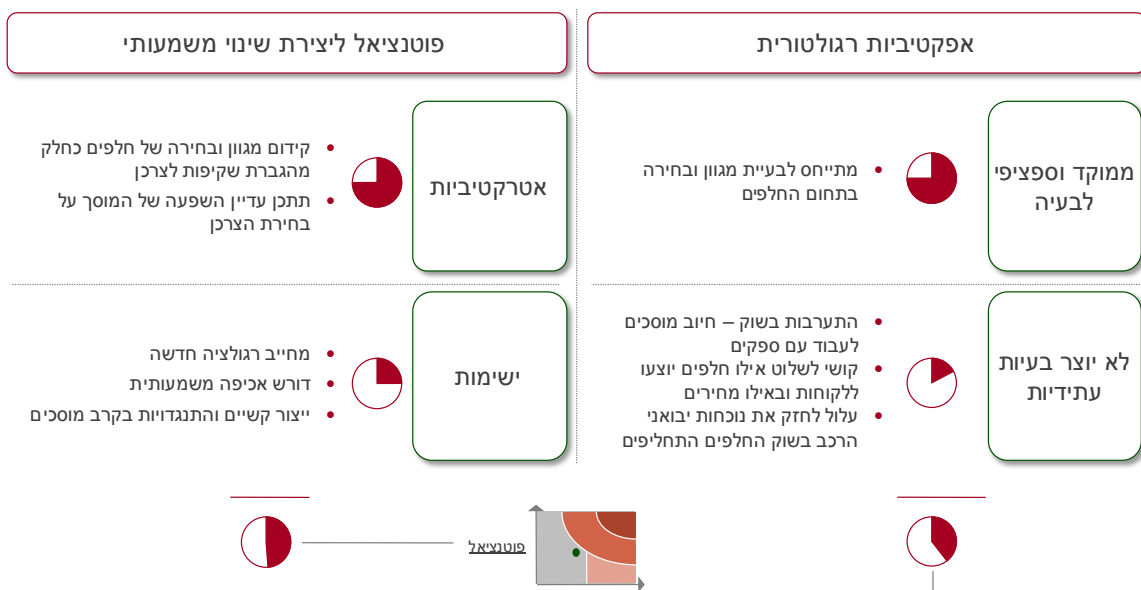 אפקטיביות רגולטורית
פוטנציאל ליצירת שינוי משמעותי
ממוקד וספציפי
לבעיה
• מתייחס לבעיית מגוון ובחירה
בתחום החלפים
אטרקטיביות
• קידום מגוון ובחירה של חלפים כחלק
מהגברת שקיפות לצרכן
• תתכן עדיין השפעה של המוסך על
בחירת הצרכן
לא יוצר בעיות
עתידיות
• התערבות בשוק – חיוב מוסכים
לעבוד עם ספקים
• קושי לשלוט אילו חלפים יוצעו
ללקוחות ובאילו מחירים
• עלול לחזק את נוכחות יבואני
הרכב בשוק החלפים התחליפים
ישימות
• מחייב רגולציה חדשה
• דורש אכיפה משמעותית
• ייצור קשיים והתנגדויות בקרב מוסכים
פוטנציאל